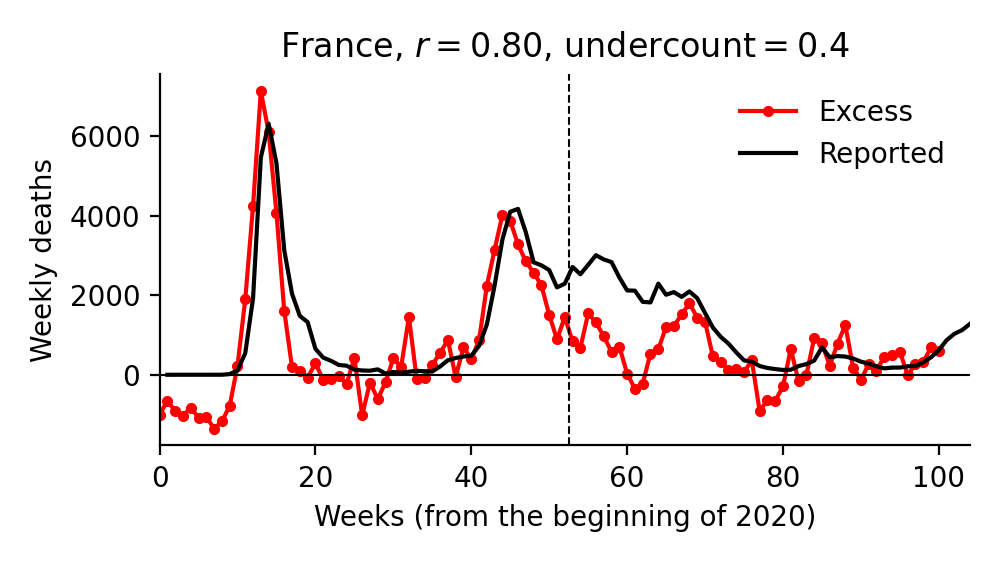 France, r = 0.80, undercount = 0.4
Excess
Reported
Weekly deaths
6000
4000
2000
0
0 20 40 60 80 100
Weeks (from the beginning of 2020)